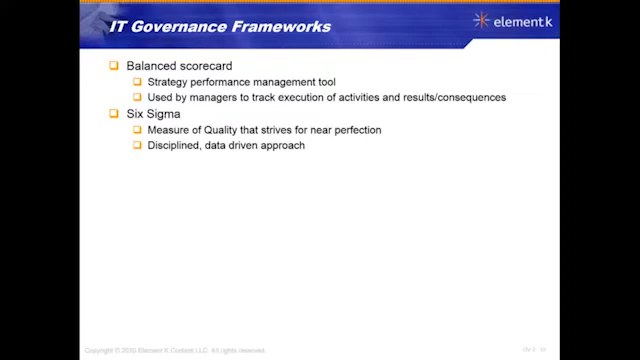 IT Governance Frameworks
element k
Balanced scorecard
Strategy performance management tool
Used by managers to track execution of activities and results/consequences
Six Sigma
Measure of Quality that strives for near perfection
Disciplined, data driven approach
Copyright © 2010 Element K Content LLC. All rights reserved.